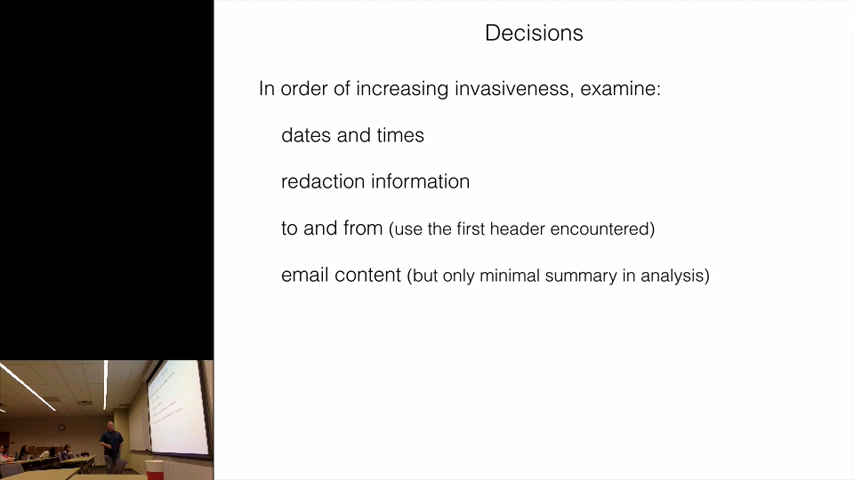 Decisions
In order of increasing invasiveness, examine:
dates and times
redaction information
to and from (use the first header encountered)
email content (but only minimal summary in analysis)